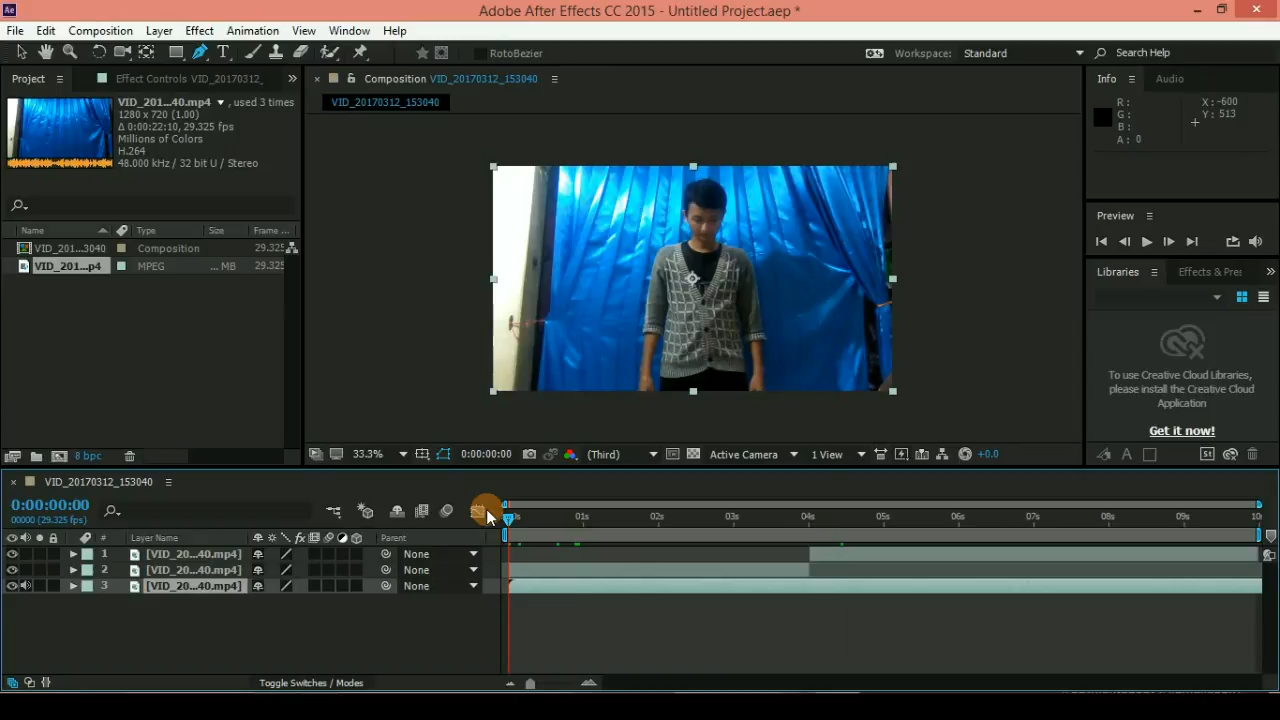 Ae Adobe After Effects CC 2015 - Untitled Project.aep *
File Edit Composition Layer Effect Animation View Window Help
RotoBezier Workspace: Standard Search Help
Project Effect Controls VID_20170312_
VID_201...40.mp4 , used 3 times
1280 x 720 (1.00)
Δ 0:00:22:10, 29.325 fps
Millions of Colors
H.264
48.000 kHz / 32 bit U / Stereo
Name Type Size Frame ...
VID_201...3040 Composition 29.325
VID_201...p4 MPEG ... MB 29.325
8 bpc
Composition VID_20170312_153040
VID_20170312_153040
33.3% 0:00:00:00 (Third) Active Camera 1 View +0.0
Info Audio
R : X : -600
G : Y : 513
B :
A : 0
Preview
Libraries Effects & Pre:
To use Creative Cloud Libraries,
please install the Creative Cloud
Application
Get it now!
VID_20170312_153040
0:00:00:00
00000 (29.325 fps)
0s 01s 02s 03s 04s 05s 06s 07s 08s 09s 10
# Layer Name Parent
1 [VID_20...40.mp4] None
2 [VID_20...40.mp4] None
3 [VID_20...40.mp4] None
Toggle Switches / Modes